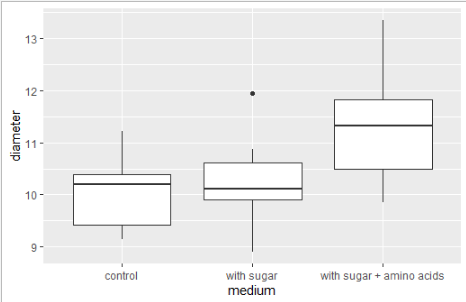 13
12
11
10
9
diameter
control
with sugar
with sugar + amino acids
medium